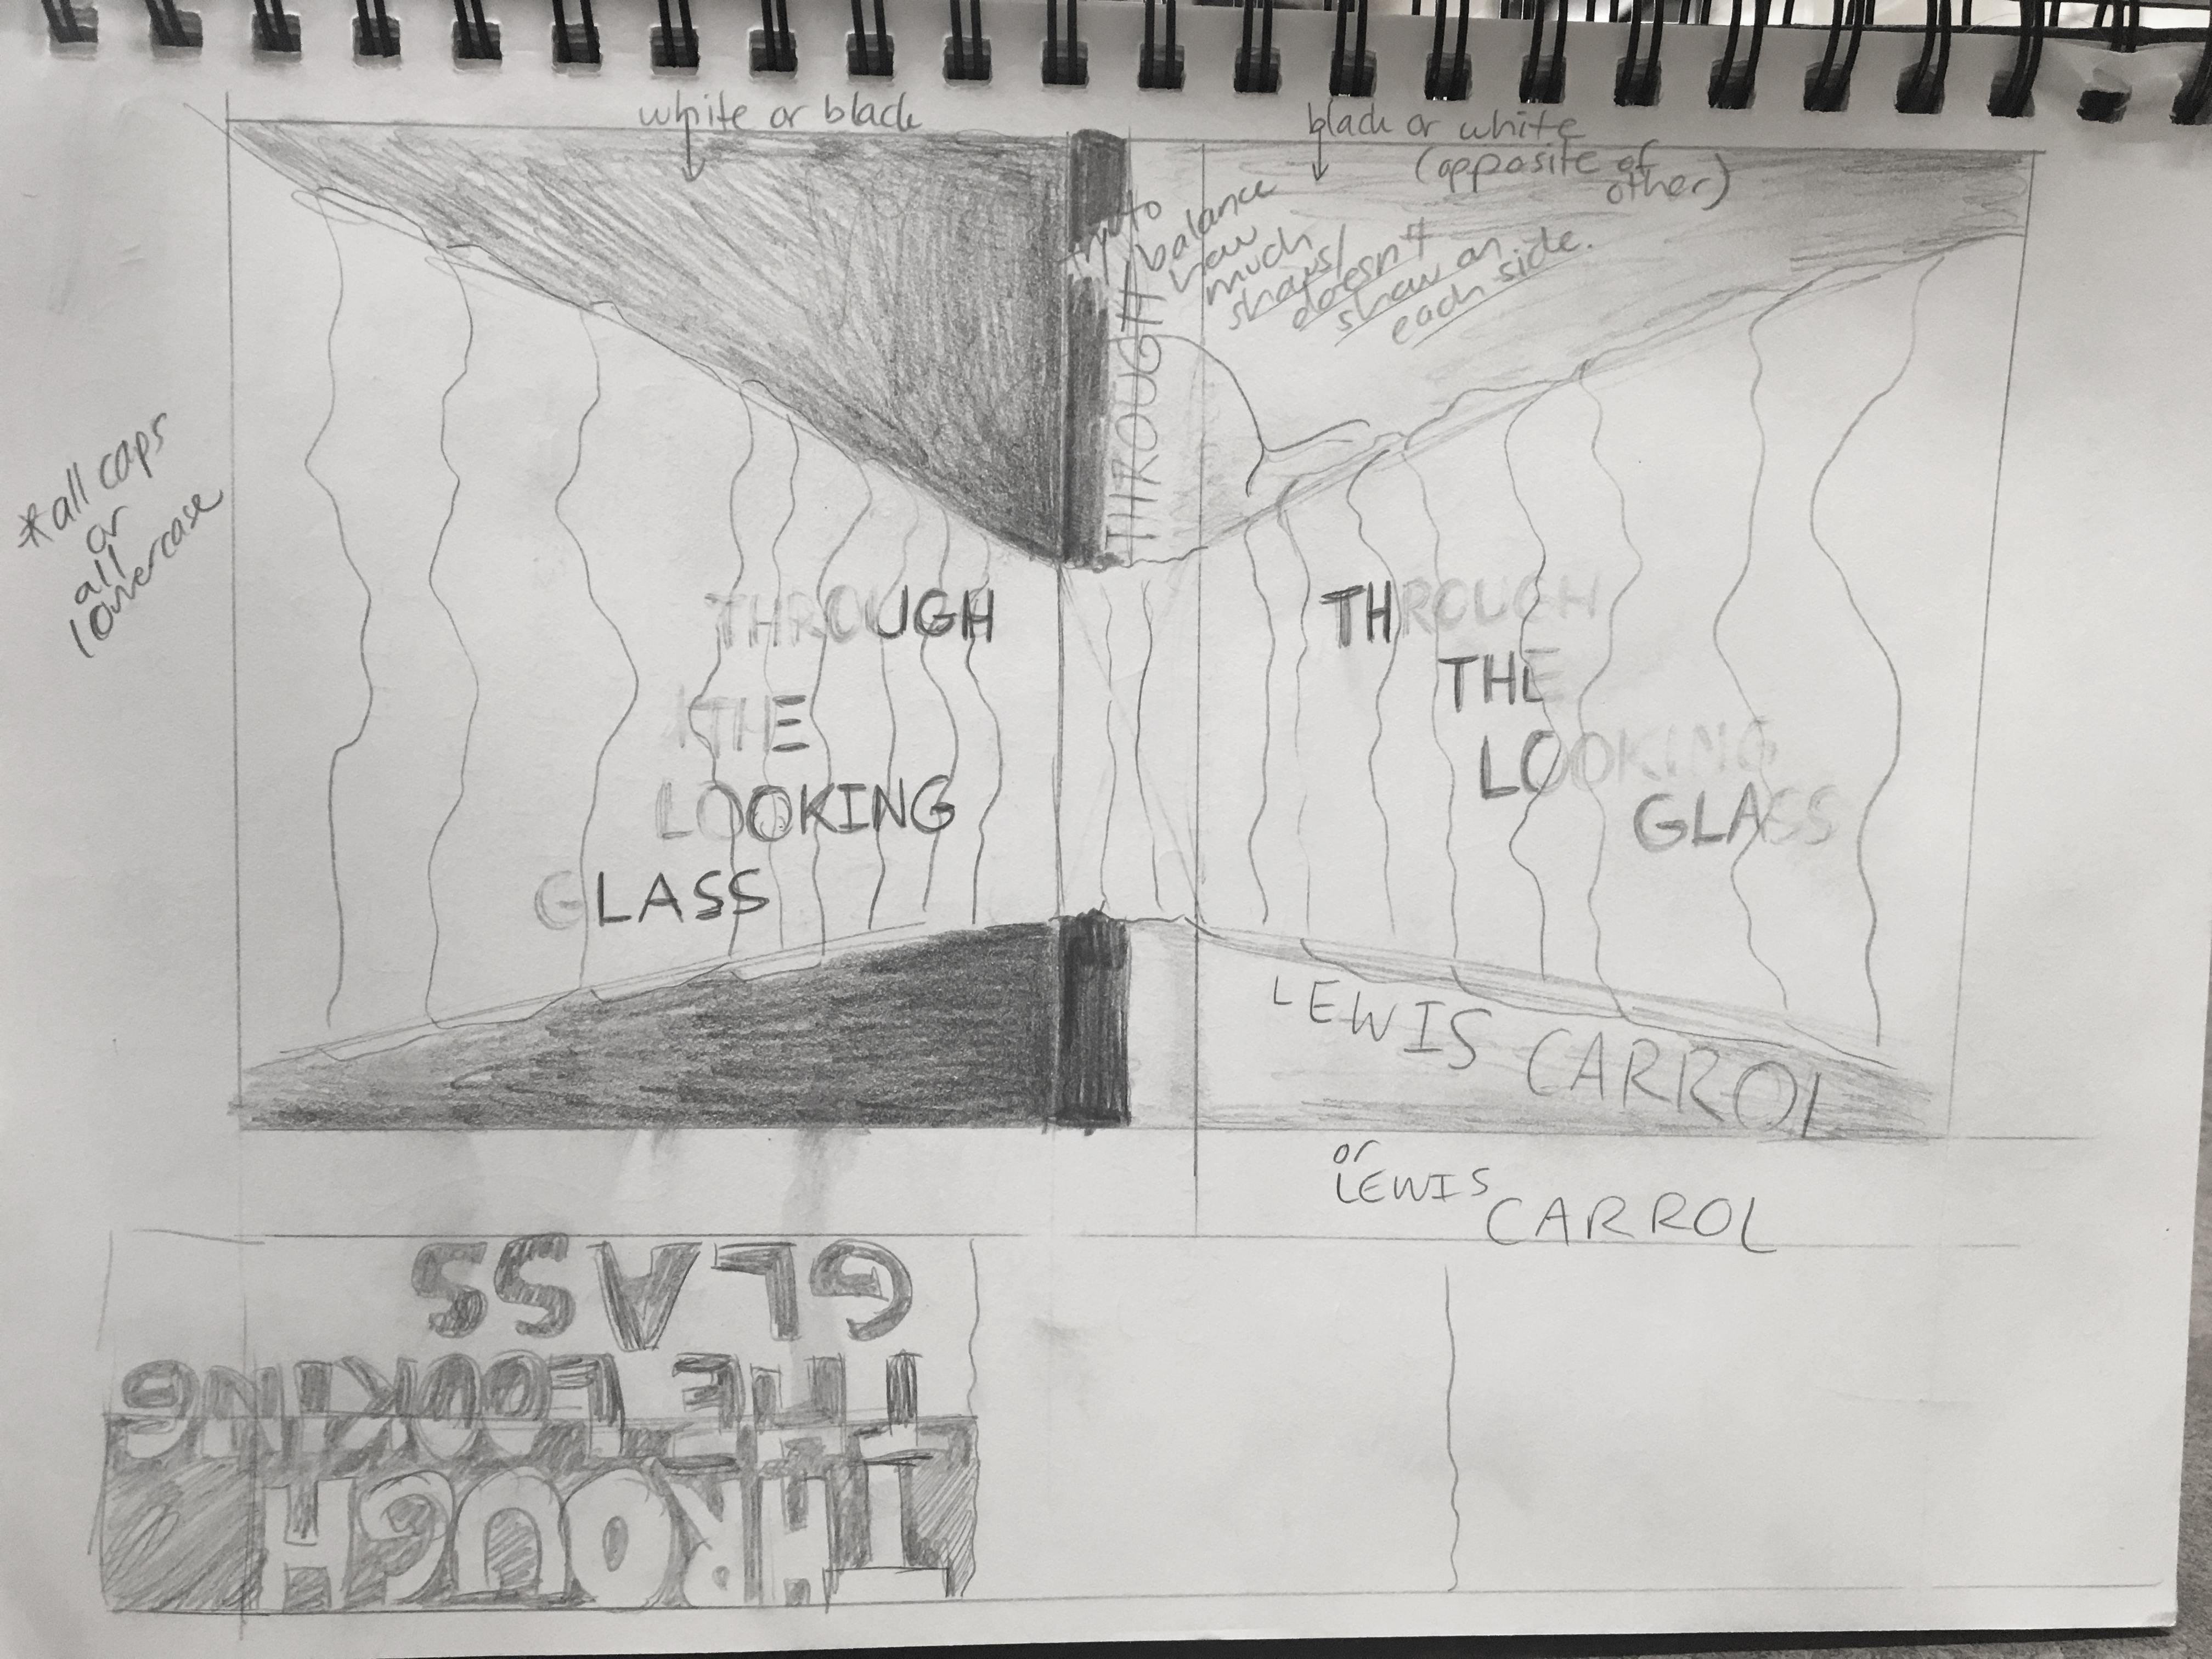 white or black
black or white
(opposite of
other)
try to
balance
how
much
shows/
doesn't
show on
each side.
THROUGH
*all caps
or
all
lowercase
THROUGH
THE
LOOKING
GLASS
THROUGH
THE
LOOKING
GLASS
LEWIS CARROL
or
LEWIS
CARROL
THROUGH
THE LOOKING
GLASS